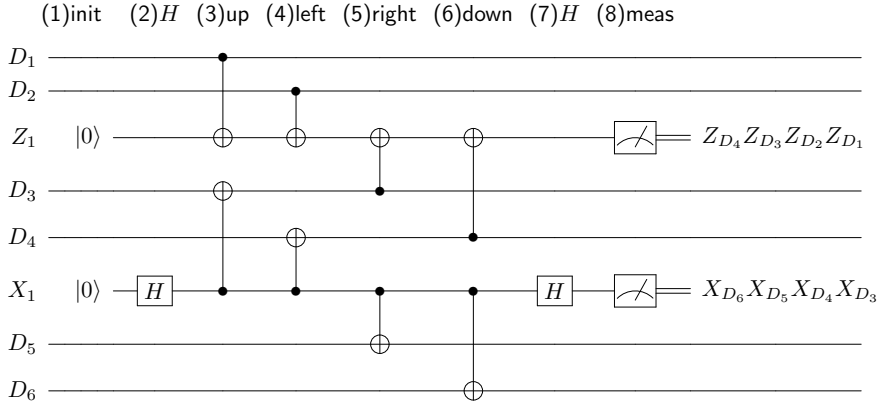 (1)init (2)H (3)up (4)left (5)right (6)down (7)H (8)meas
D₁
D₂
Z₁ |0⟩ Z_{D₄}Z_{D₃}Z_{D₂}Z_{D₁}
D₃
D₄
X₁ |0⟩ H H X_{D₆}X_{D₅}X_{D₄}X_{D₃}
D₅
D₆